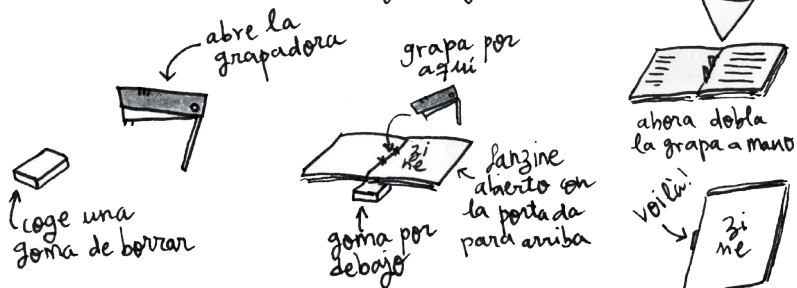 abre la
grapadora
coge una
goma de borrar
grapa por
aquí
zi
ne
fanzine
abierto con
la portada
para arriba
goma por
debajo
ahora dobla
la grapa a mano
voilà!
zi
ne